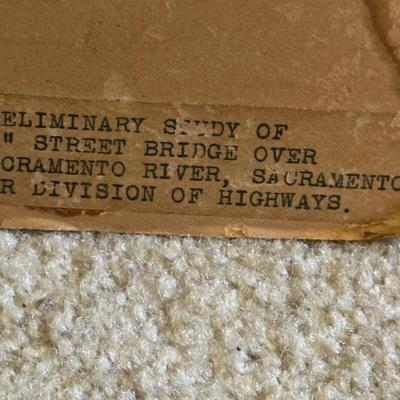 ELIMINARY STUDY OF
" STREET BRIDGE OVER
CRAMENTO RIVER, SACRAMENTO
R DIVISION OF HIGHWAYS.